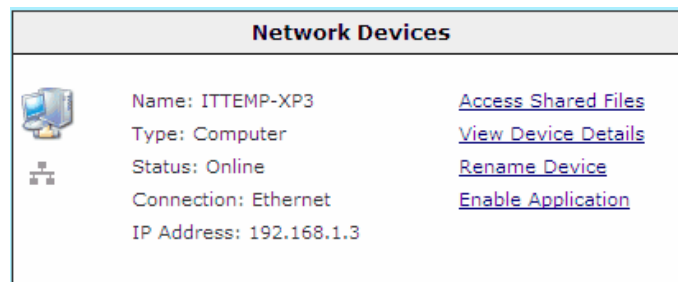 Network Devices
Name: ITTEMP-XP3 Access Shared Files
Type: Computer View Device Details
Status: Online Rename Device
Connection: Ethernet Enable Application
IP Address: 192.168.1.3